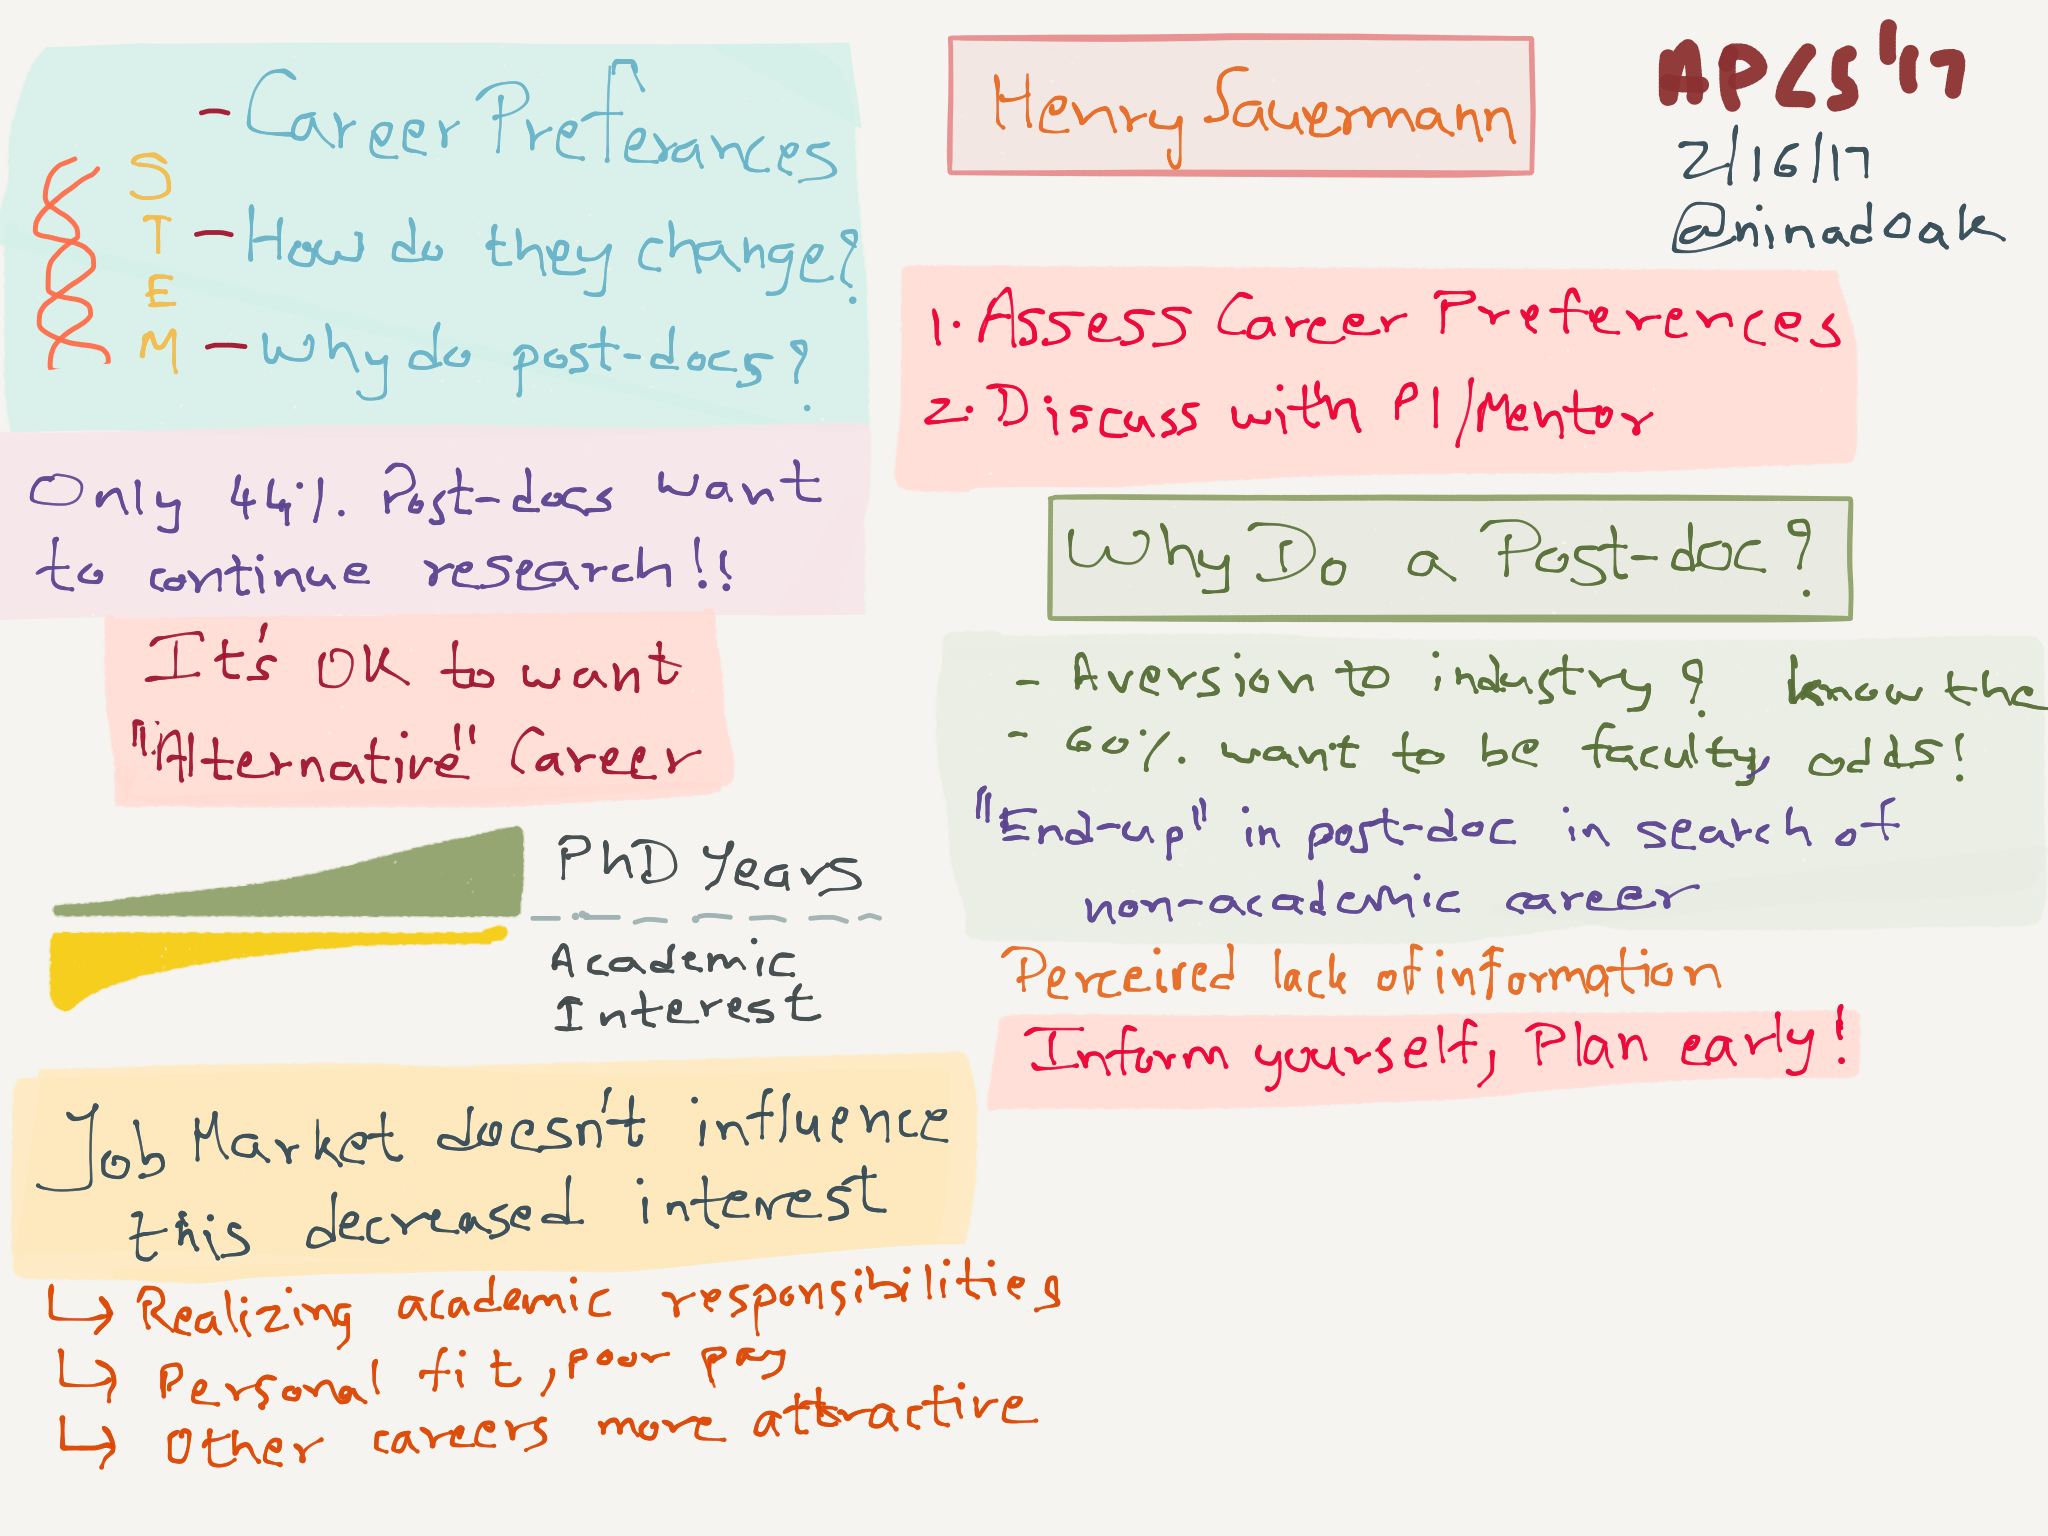 - Career Preferances
S
T
E
M
- How do they change?
- Why do post-docs?
Only 44%. Post-docs want
to continue research!!
It's OK to want
"Alternative" Career
PhD Years
Academic
Interest
Job Market doesn't influence
this decreased interest
↳ Realizing academic responsibilities
↳ Personal fit, poor pay
↳ Other careers more attractive
Henry Sauermann
APCS'17
2/16/17
@ninadoak
1. Assess Career Preferences
2. Discuss with PI/Mentor
Why Do a Post-doc?
- Aversion to industry? know the
- 60%. want to be faculty, odds!
"End-up" in post-doc in search of
non-academic career
Perceived lack of information
Inform yourself, Plan early!